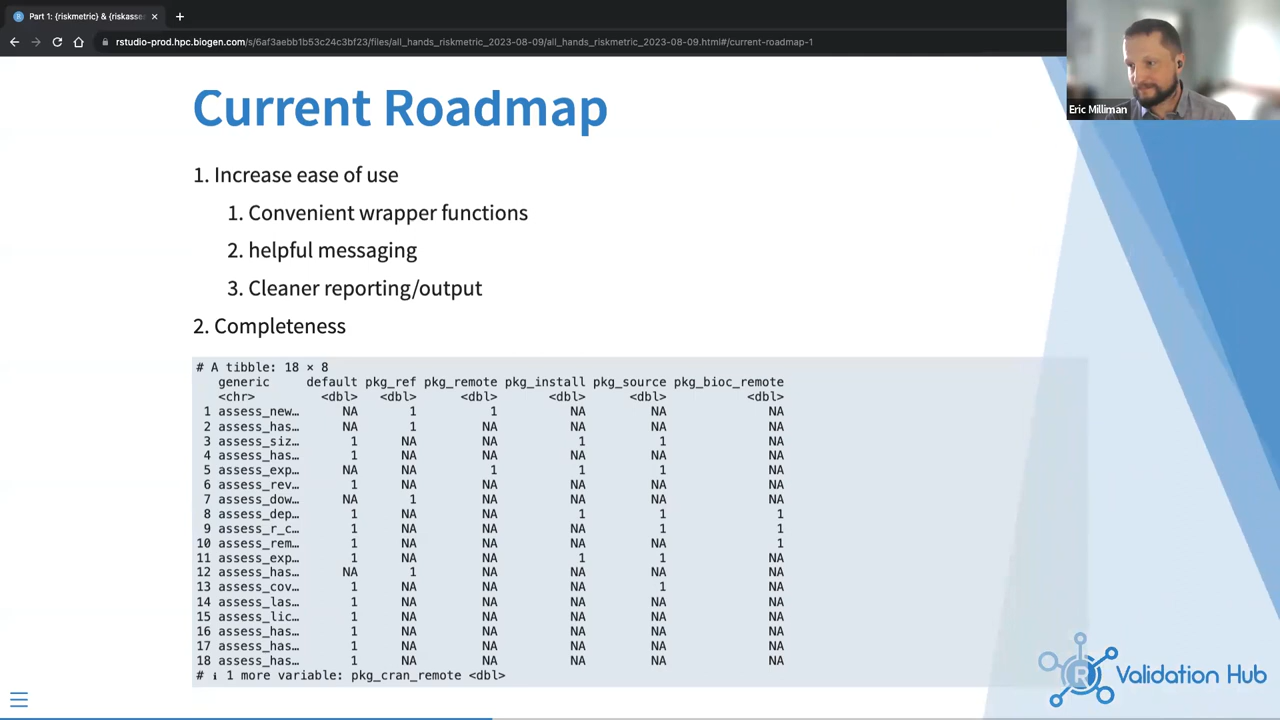 Part 1: {riskmetric} & {riskasse
rstudio-prod.hpc.biogen.com/s/6af3aebb1b53c24c3bf23/files/all_hands_riskmetric_2023-08-09/all_hands_riskmetric_2023-08-09.html#/current-roadmap-1
Eric Milliman
Current Roadmap
1. Increase ease of use
1. Convenient wrapper functions
2. helpful messaging
3. Cleaner reporting/output
2. Completeness
# A tibble: 18 × 8
generic default pkg_ref pkg_remote pkg_install pkg_source pkg_bioc_remote
<chr> <dbl> <dbl> <dbl> <dbl> <dbl> <dbl>
1 assess_new… NA 1 1 NA NA NA
2 assess_has… NA 1 NA NA NA NA
3 assess_siz… 1 NA NA 1 1 NA
4 assess_has… 1 NA NA NA NA NA
5 assess_exp… NA NA 1 1 1 NA
6 assess_rev… 1 NA NA NA NA NA
7 assess_dow… NA 1 NA NA NA NA
8 assess_dep… 1 NA NA 1 1 1
9 assess_r_c… 1 NA NA NA 1 1
10 assess_rem… 1 NA NA NA NA 1
11 assess_exp… 1 NA NA 1 1 NA
12 assess_has… NA 1 NA NA NA NA
13 assess_cov… 1 NA NA NA 1 NA
14 assess_las… 1 NA NA NA NA NA
15 assess_lic… 1 NA NA NA NA NA
16 assess_has… 1 NA NA NA NA NA
17 assess_has… 1 NA NA NA NA NA
18 assess_has… 1 NA NA NA NA NA
# ℹ 1 more variable: pkg_cran_remote <dbl>
R Validation Hub